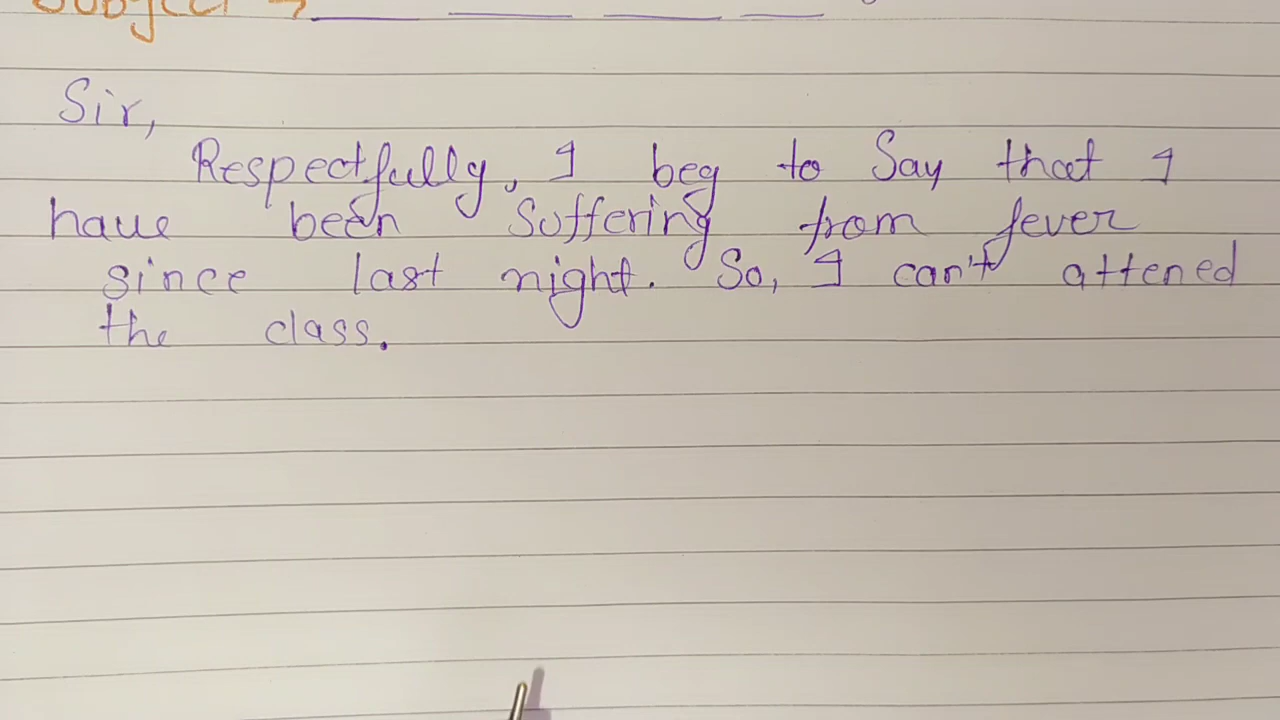 Subject →
Sir,
Respectfully, I beg to Say that I
have been Suffering from fever
since last night. So, I can't attened
the class.